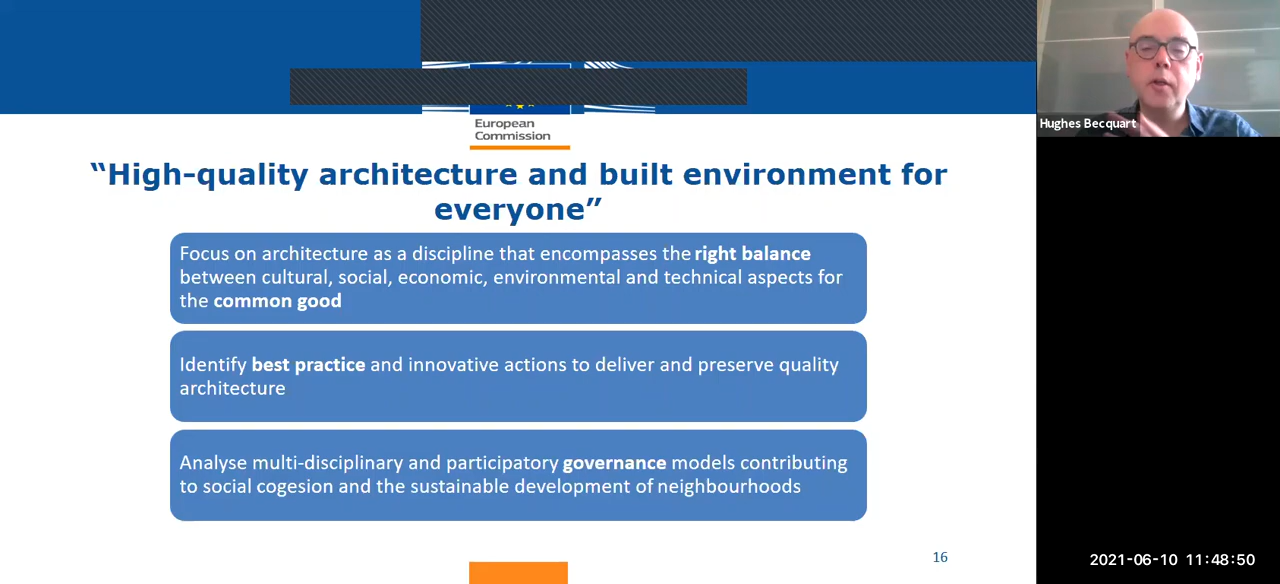 European
Commission
“High-quality architecture and built environment for
everyone”
Focus on architecture as a discipline that encompasses the right balance
between cultural, social, economic, environmental and technical aspects for
the common good
Identify best practice and innovative actions to deliver and preserve quality
architecture
Analyse multi-disciplinary and participatory governance models contributing
to social cogesion and the sustainable development of neighbourhoods
16
Hughes Becquart
2021-06-10 11:48:50